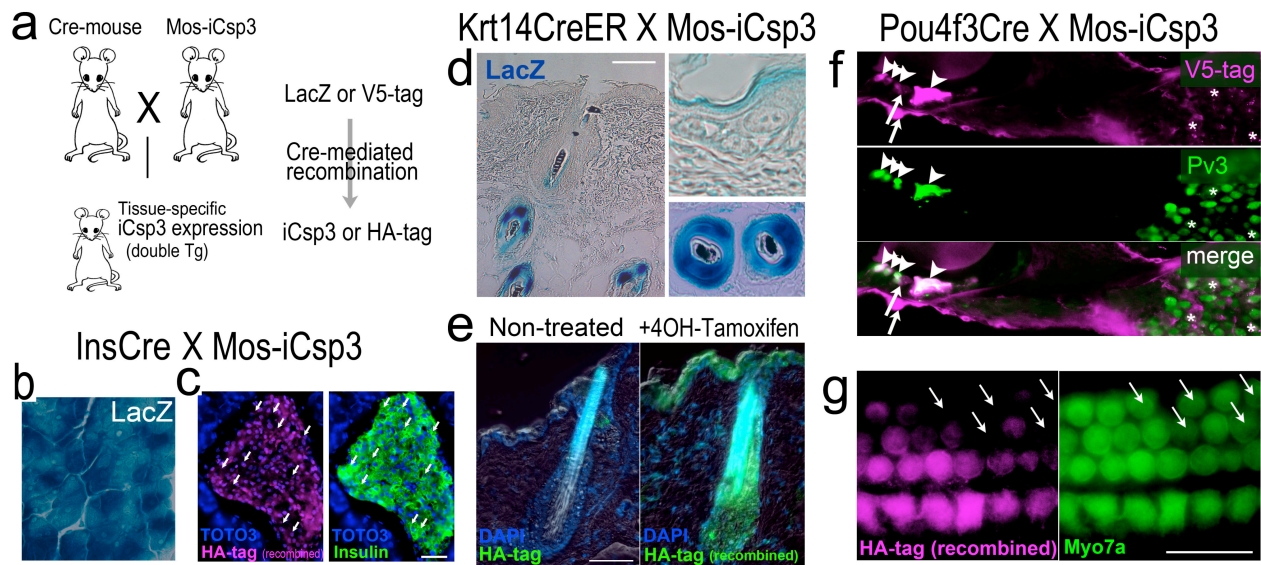 a
Cre-mouse
Mos-iCsp3
X
LacZ or V5-tag
Cre-mediated
recombination
iCsp3 or HA-tag
Tissue-specific
iCsp3 expression
(double Tg)
InsCre X Mos-iCsp3
b
LacZ
c
TOTO3
HA-tag (recombined)
TOTO3
Insulin
Krt14CreER X Mos-iCsp3
d
LacZ
e
Non-treated
+4OH-Tamoxifen
DAPI
HA-tag
DAPI
HA-tag (recombined)
Pou4f3Cre X Mos-iCsp3
f
V5-tag
*
*
*
Pv3
*
*
*
merge
*
*
*
g
HA-tag (recombined)
Myo7a